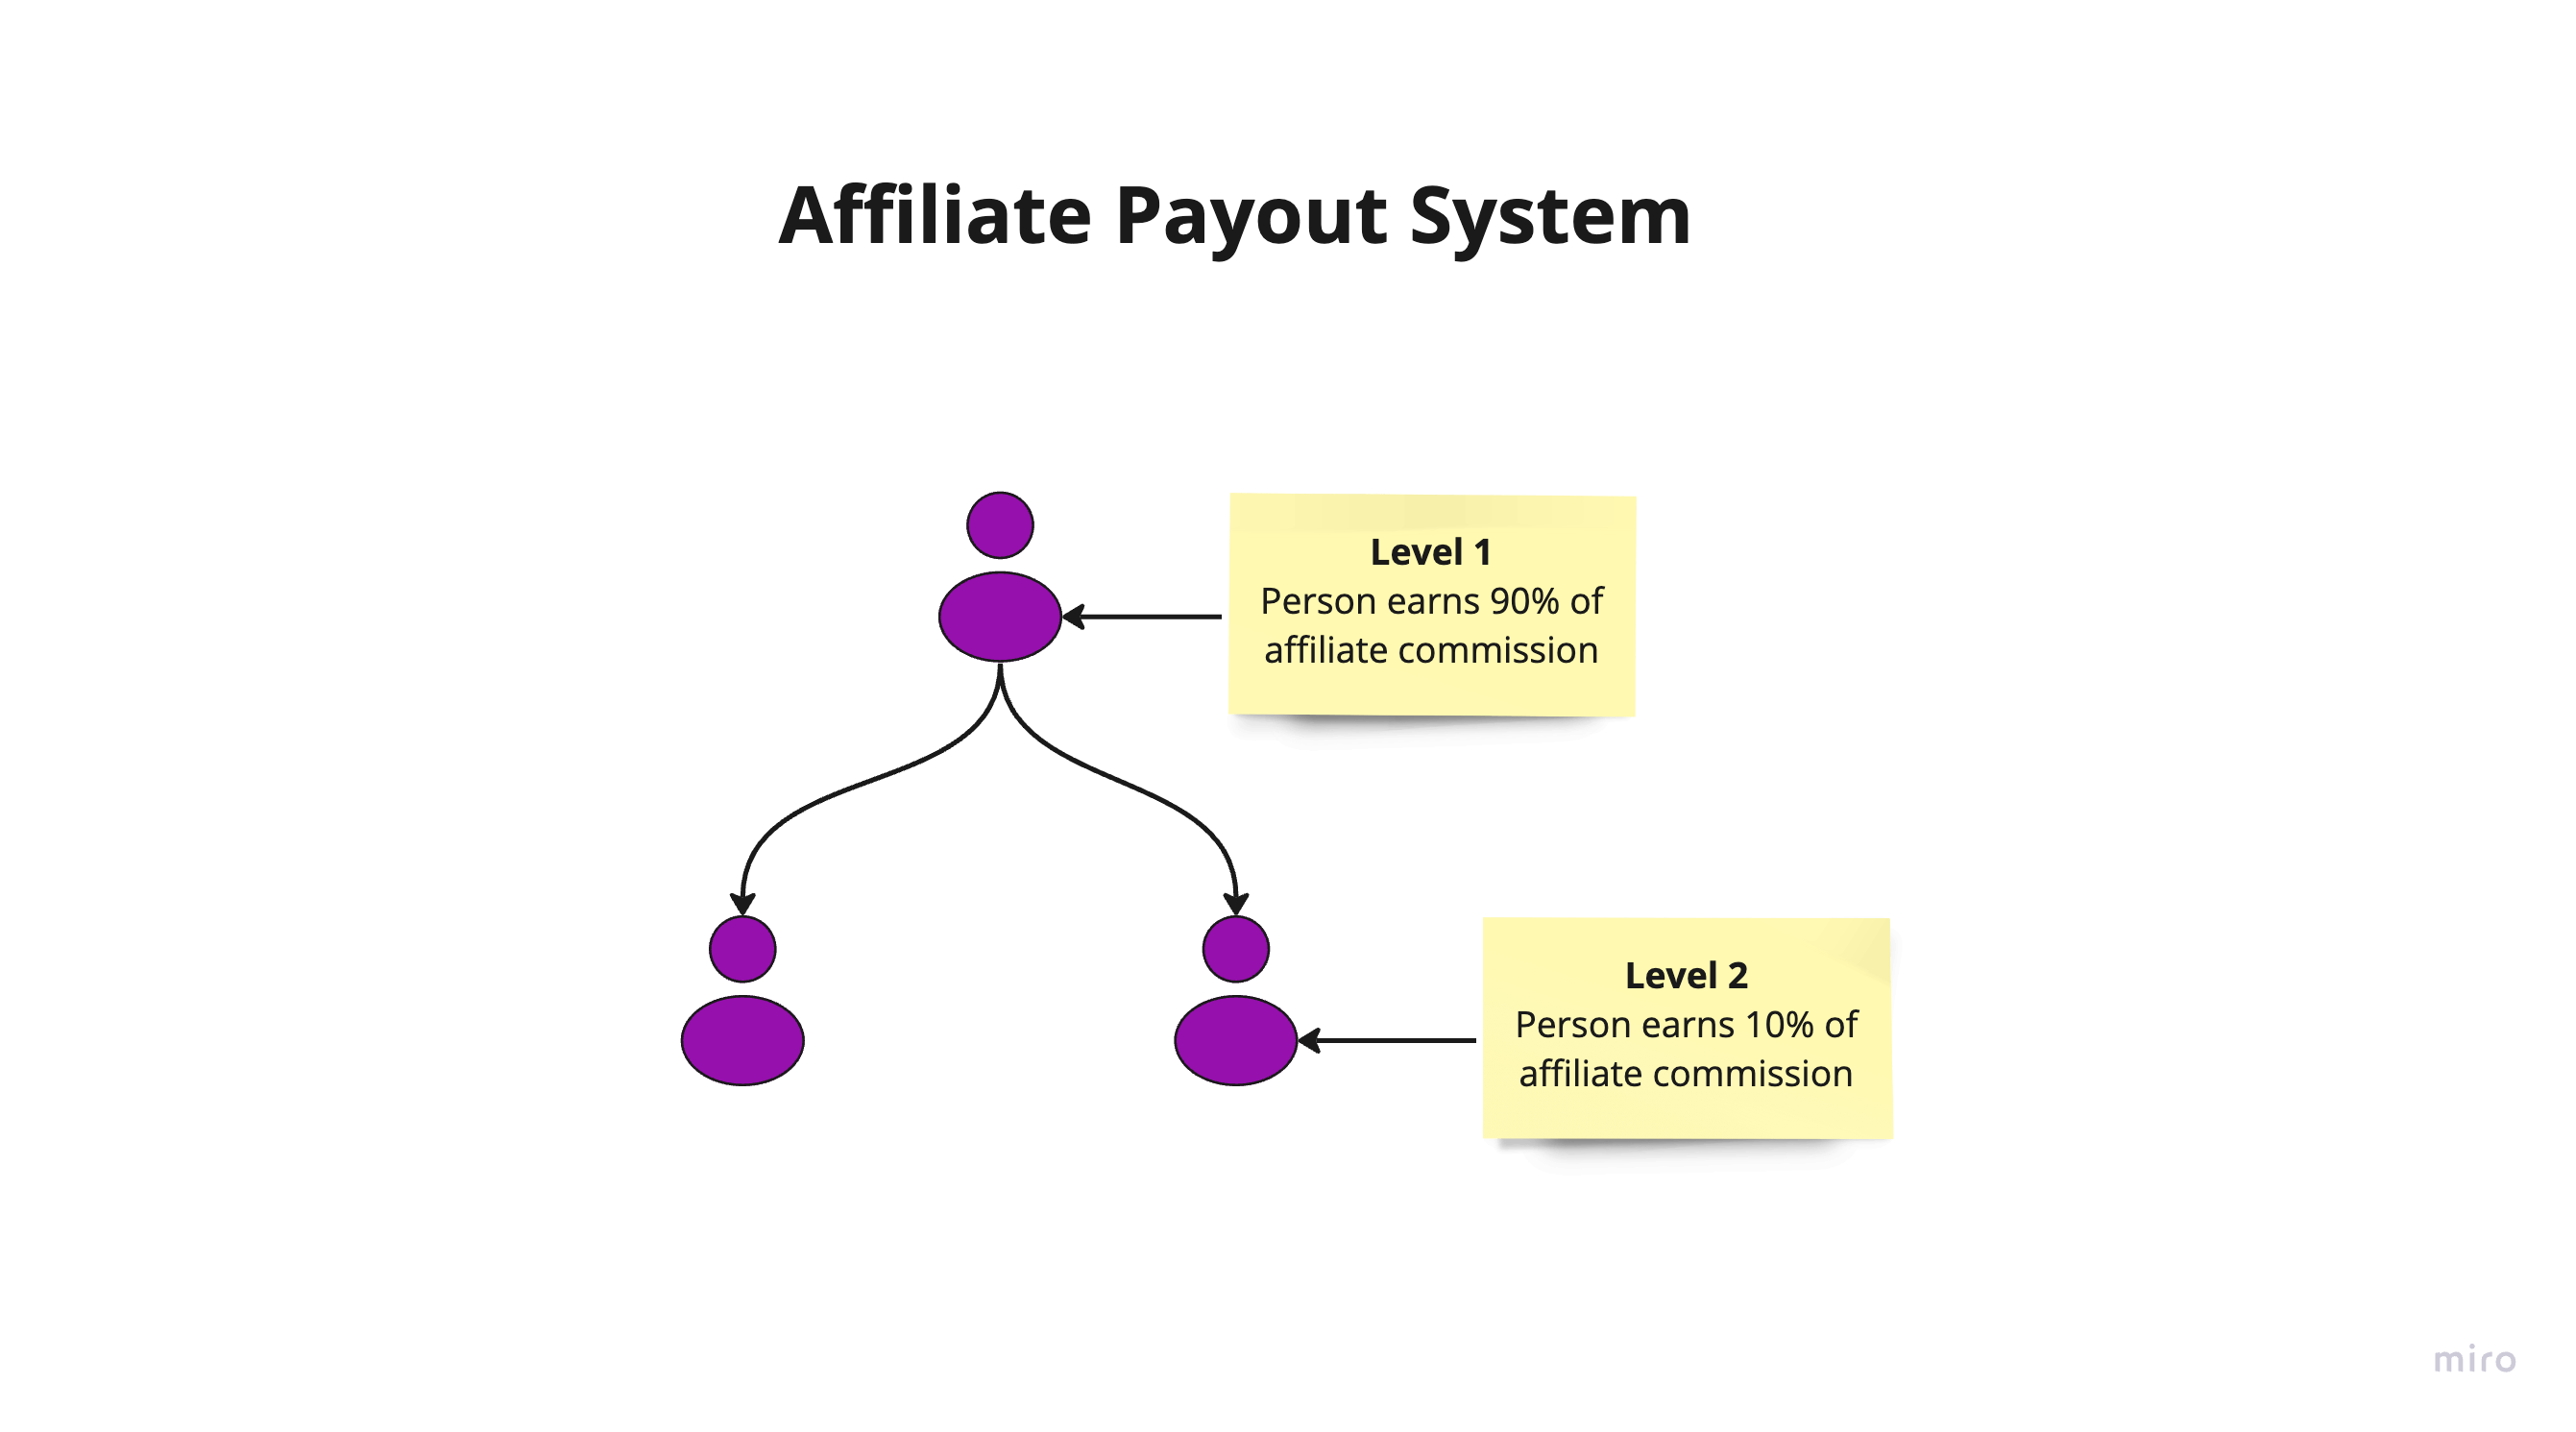 Affiliate Payout System
Level 1
Person earns 90% of
affiliate commission
Level 2
Person earns 10% of
affiliate commission
miro